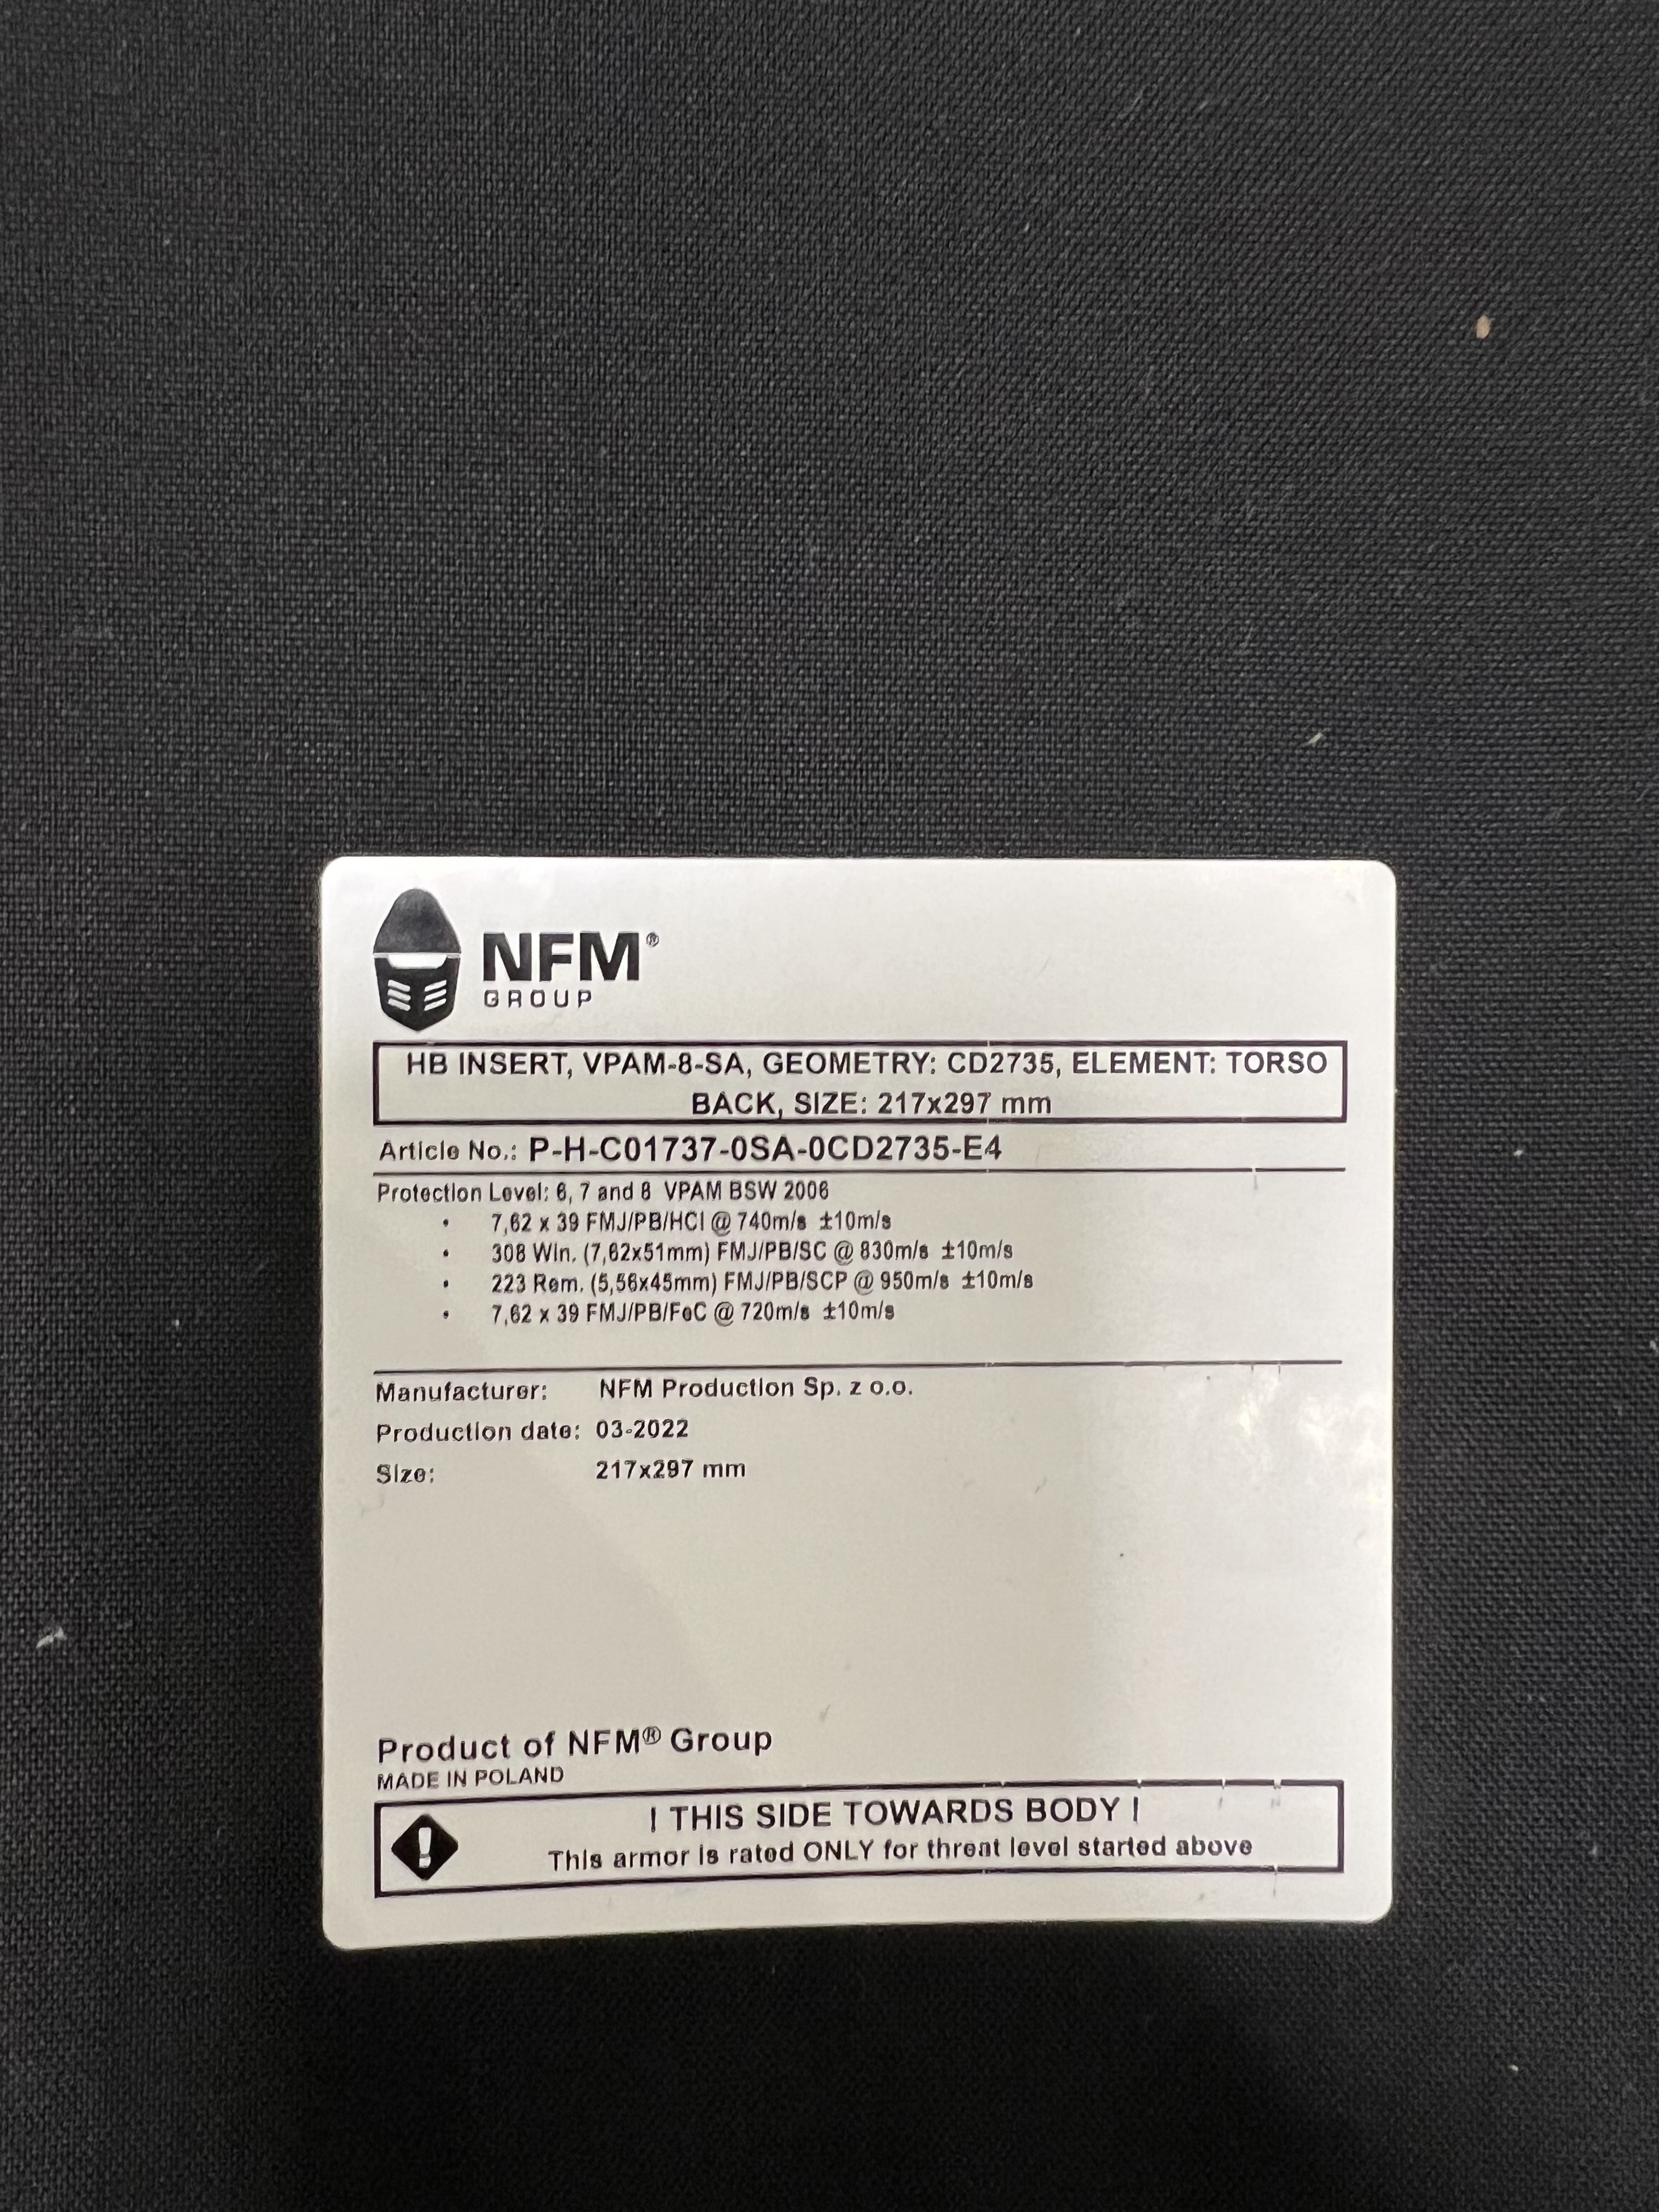 NFM®
GROUP
HB INSERT, VPAM-8-SA, GEOMETRY: CD2735, ELEMENT: TORSO
BACK, SIZE: 217x297 mm
Article No.: P-H-C01737-0SA-0CD2735-E4
Protection Level: 6, 7 and 8 VPAM BSW 2006
• 7,62 x 39 FMJ/PB/HCI @ 740m/s ±10m/s
• 308 Win. (7,62x51mm) FMJ/PB/SC @ 830m/s ±10m/s
• 223 Rem. (5,56x45mm) FMJ/PB/SCP @ 950m/s ±10m/s
• 7,62 x 39 FMJ/PB/FeC @ 720m/s ±10m/s
Manufacturer: NFM Production Sp. z o.o.
Production date: 03-2022
Size: 217x297 mm
Product of NFM® Group
MADE IN POLAND
! THIS SIDE TOWARDS BODY !
This armor is rated ONLY for threat level started above